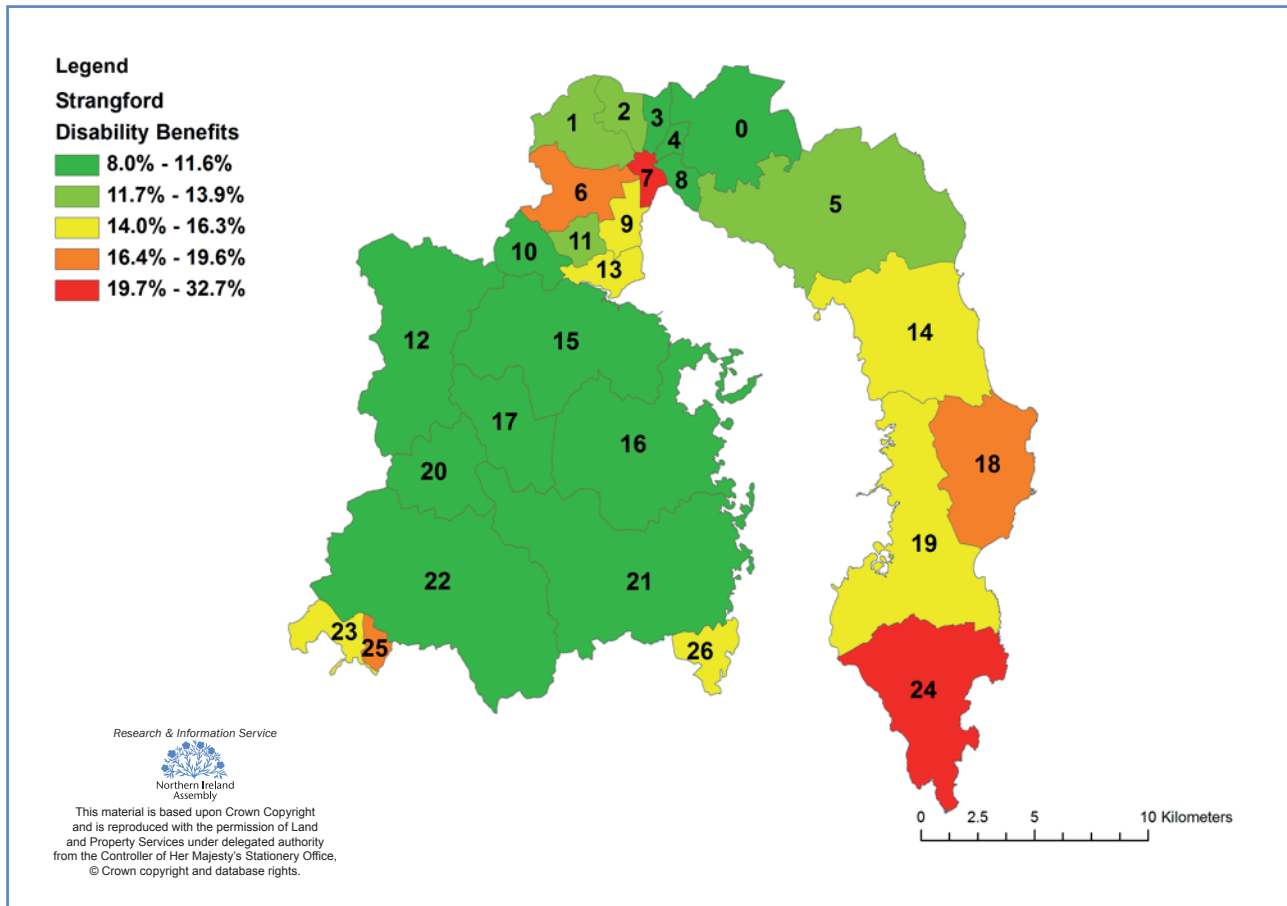 Legend
Strangford
Disability Benefits
8.0% - 11.6%
11.7% - 13.9%
14.0% - 16.3%
16.4% - 19.6%
19.7% - 32.7%
0
1
2
3
4
5
6
7
8
9
10
11
12
13
14
15
16
17
18
19
20
21
22
23
24
25
26
Research & Information Service
Northern Ireland
Assembly
This material is based upon Crown Copyright
and is reproduced with the permission of Land
and Property Services under delegated authority
from the Controller of Her Majesty's Stationery Office,
© Crown copyright and database rights.
0 2.5 5 10 Kilometers